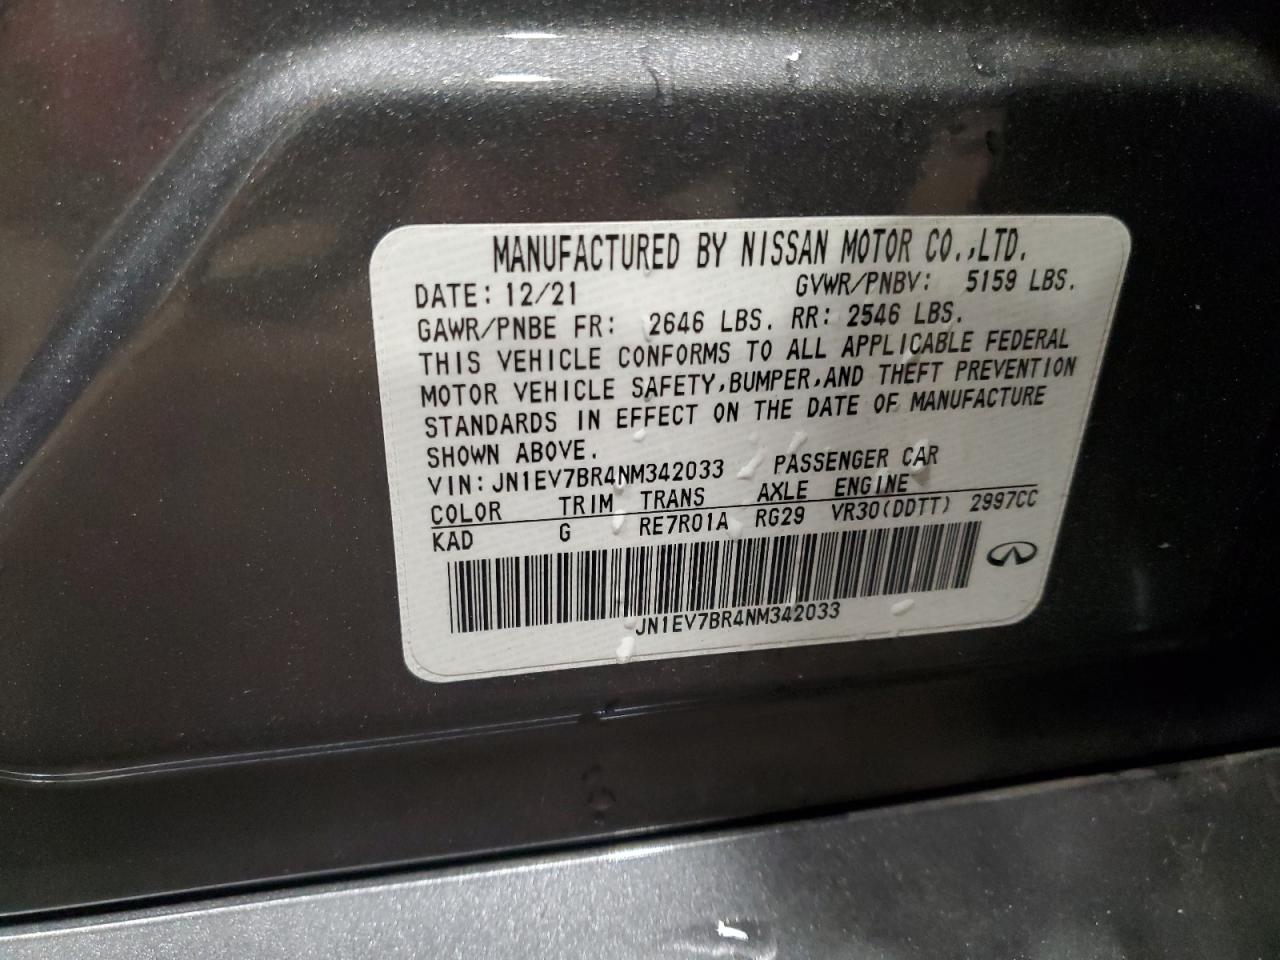 MANUFACTURED BY NISSAN MOTOR CO.,LTD.
DATE: 12/21 GVWR/PNBV: 5159 LBS.
GAWR/PNBE FR: 2646 LBS. RR: 2546 LBS.
THIS VEHICLE CONFORMS TO ALL APPLICABLE FEDERAL
MOTOR VEHICLE SAFETY,BUMPER,AND THEFT PREVENTION
STANDARDS IN EFFECT ON THE DATE OF MANUFACTURE
SHOWN ABOVE.
VIN: JN1EV7BR4NM342033 PASSENGER CAR
COLOR TRIM TRANS AXLE ENGINE
KAD G RE7R01A RG29 VR30(DDTT) 2997CC
JN1EV7BR4NM342033